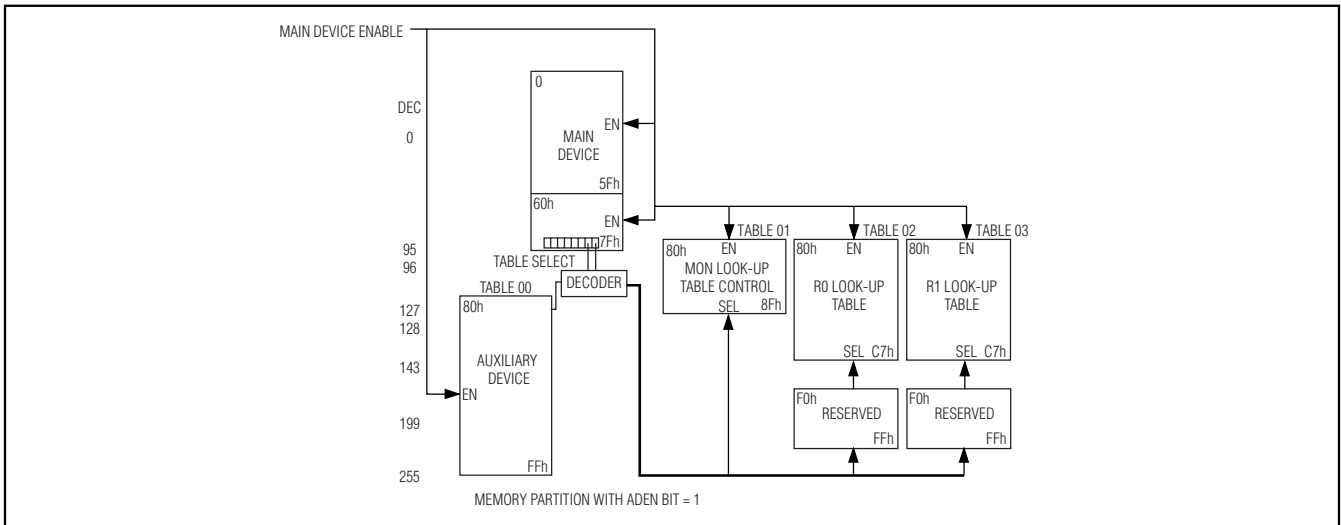 MAIN DEVICE ENABLE
DEC
0
95
96
127
128
143
199
255
0
EN
MAIN
DEVICE
5Fh
60h
EN
7Fh
TABLE SELECT
DECODER
TABLE 00
80h
AUXILIARY
DEVICE
EN
FFh
TABLE 01
80h
EN
MON LOOK-UP
TABLE CONTROL
SEL
8Fh
TABLE 02
80h
EN
R0 LOOK-UP
TABLE
SEL C7h
F0h
RESERVED
FFh
TABLE 03
80h
EN
R1 LOOK-UP
TABLE
SEL C7h
F0h
RESERVED
FFh
MEMORY PARTITION WITH ADEN BIT = 1